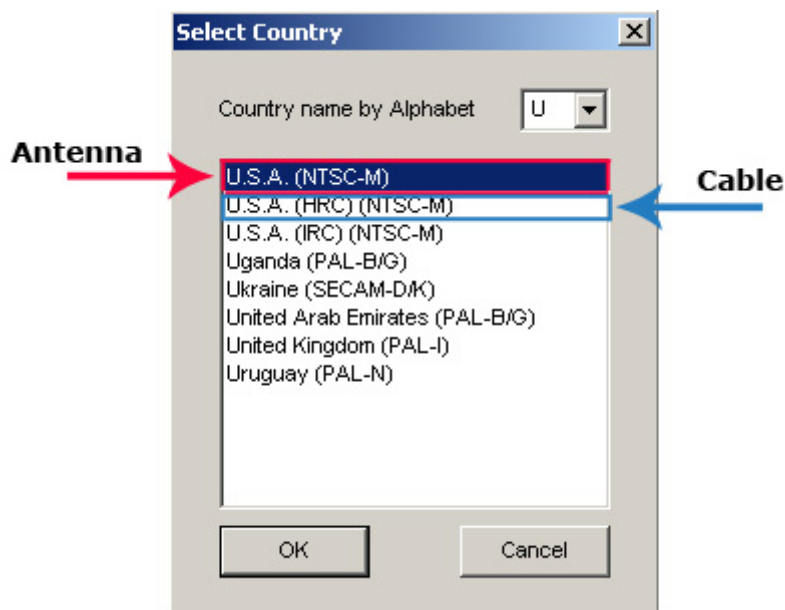 Select Country
Country name by Alphabet U
Antenna
U.S.A. (NTSC-M)
Cable
U.S.A. (HRC) (NTSC-M)
U.S.A. (IRC) (NTSC-M)
Uganda (PAL-B/G)
Ukraine (SECAM-D/K)
United Arab Emirates (PAL-B/G)
United Kingdom (PAL-I)
Uruguay (PAL-N)
OK Cancel